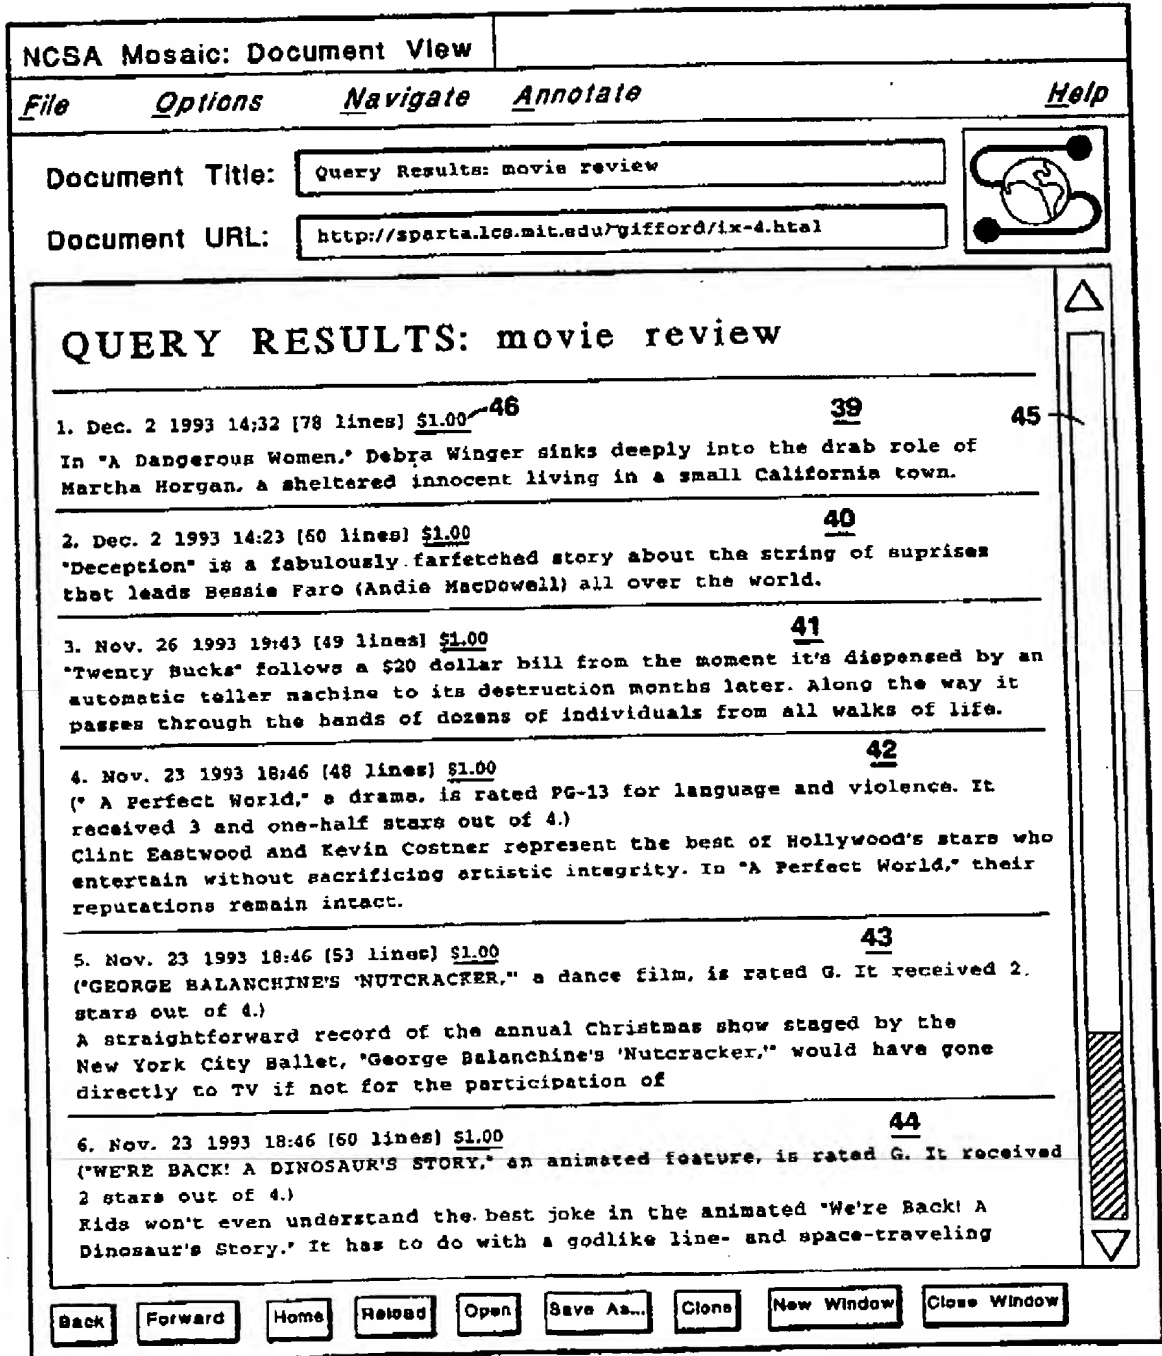 NCSA Mosaic: Document View
File Options Navigate Annotate Help
Document Title: Query Results: movie review
Document URL: http://sparta.lcs.mit.edu/~gifford/ix-4.html
QUERY RESULTS: movie review
1. Dec. 2 1993 14:32 [78 lines] $1.00 46 39 45
In "A Dangerous Women," Debra Winger sinks deeply into the drab role of
Martha Horgan, a sheltered innocent living in a small California town.
2. Dec. 2 1993 14:23 [60 lines] $1.00 40
"Deception" is a fabulously farfetched story about the string of suprises
that leads Bessie Faro (Andie MacDowell) all over the world.
3. Nov. 26 1993 19:43 [49 lines] $1.00 41
"Twenty Bucks" follows a $20 dollar bill from the moment it's dispensed by an
automatic teller machine to its destruction months later. Along the way it
passes through the hands of dozens of individuals from all walks of life.
4. Nov. 23 1993 18:46 [48 lines] $1.00 42
(" A Perfect World," a drama, is rated PG-13 for language and violence. It
received 3 and one-half stars out of 4.)
Clint Eastwood and Kevin Costner represent the best of Hollywood's stars who
entertain without sacrificing artistic integrity. In "A Perfect World," their
reputations remain intact.
5. Nov. 23 1993 18:46 [53 lines] $1.00 43
("GEORGE BALANCHINE'S 'NUTCRACKER,'" a dance film, is rated G. It received 2.
stars out of 4.)
A straightforward record of the annual Christmas show staged by the
New York City Ballet, "George Balanchine's 'Nutcracker,'" would have gone
directly to TV if not for the participation of
6. Nov. 23 1993 18:46 [60 lines] $1.00 44
("WE'RE BACK! A DINOSAUR'S STORY," an animated feature, is rated G. It received
2 stars out of 4.)
Kids won't even understand the best joke in the animated "We're Back! A
Dinosaur's Story." It has to do with a godlike line- and space-traveling
Back Forward Home Reload Open Save As... Clone New Window Close Window